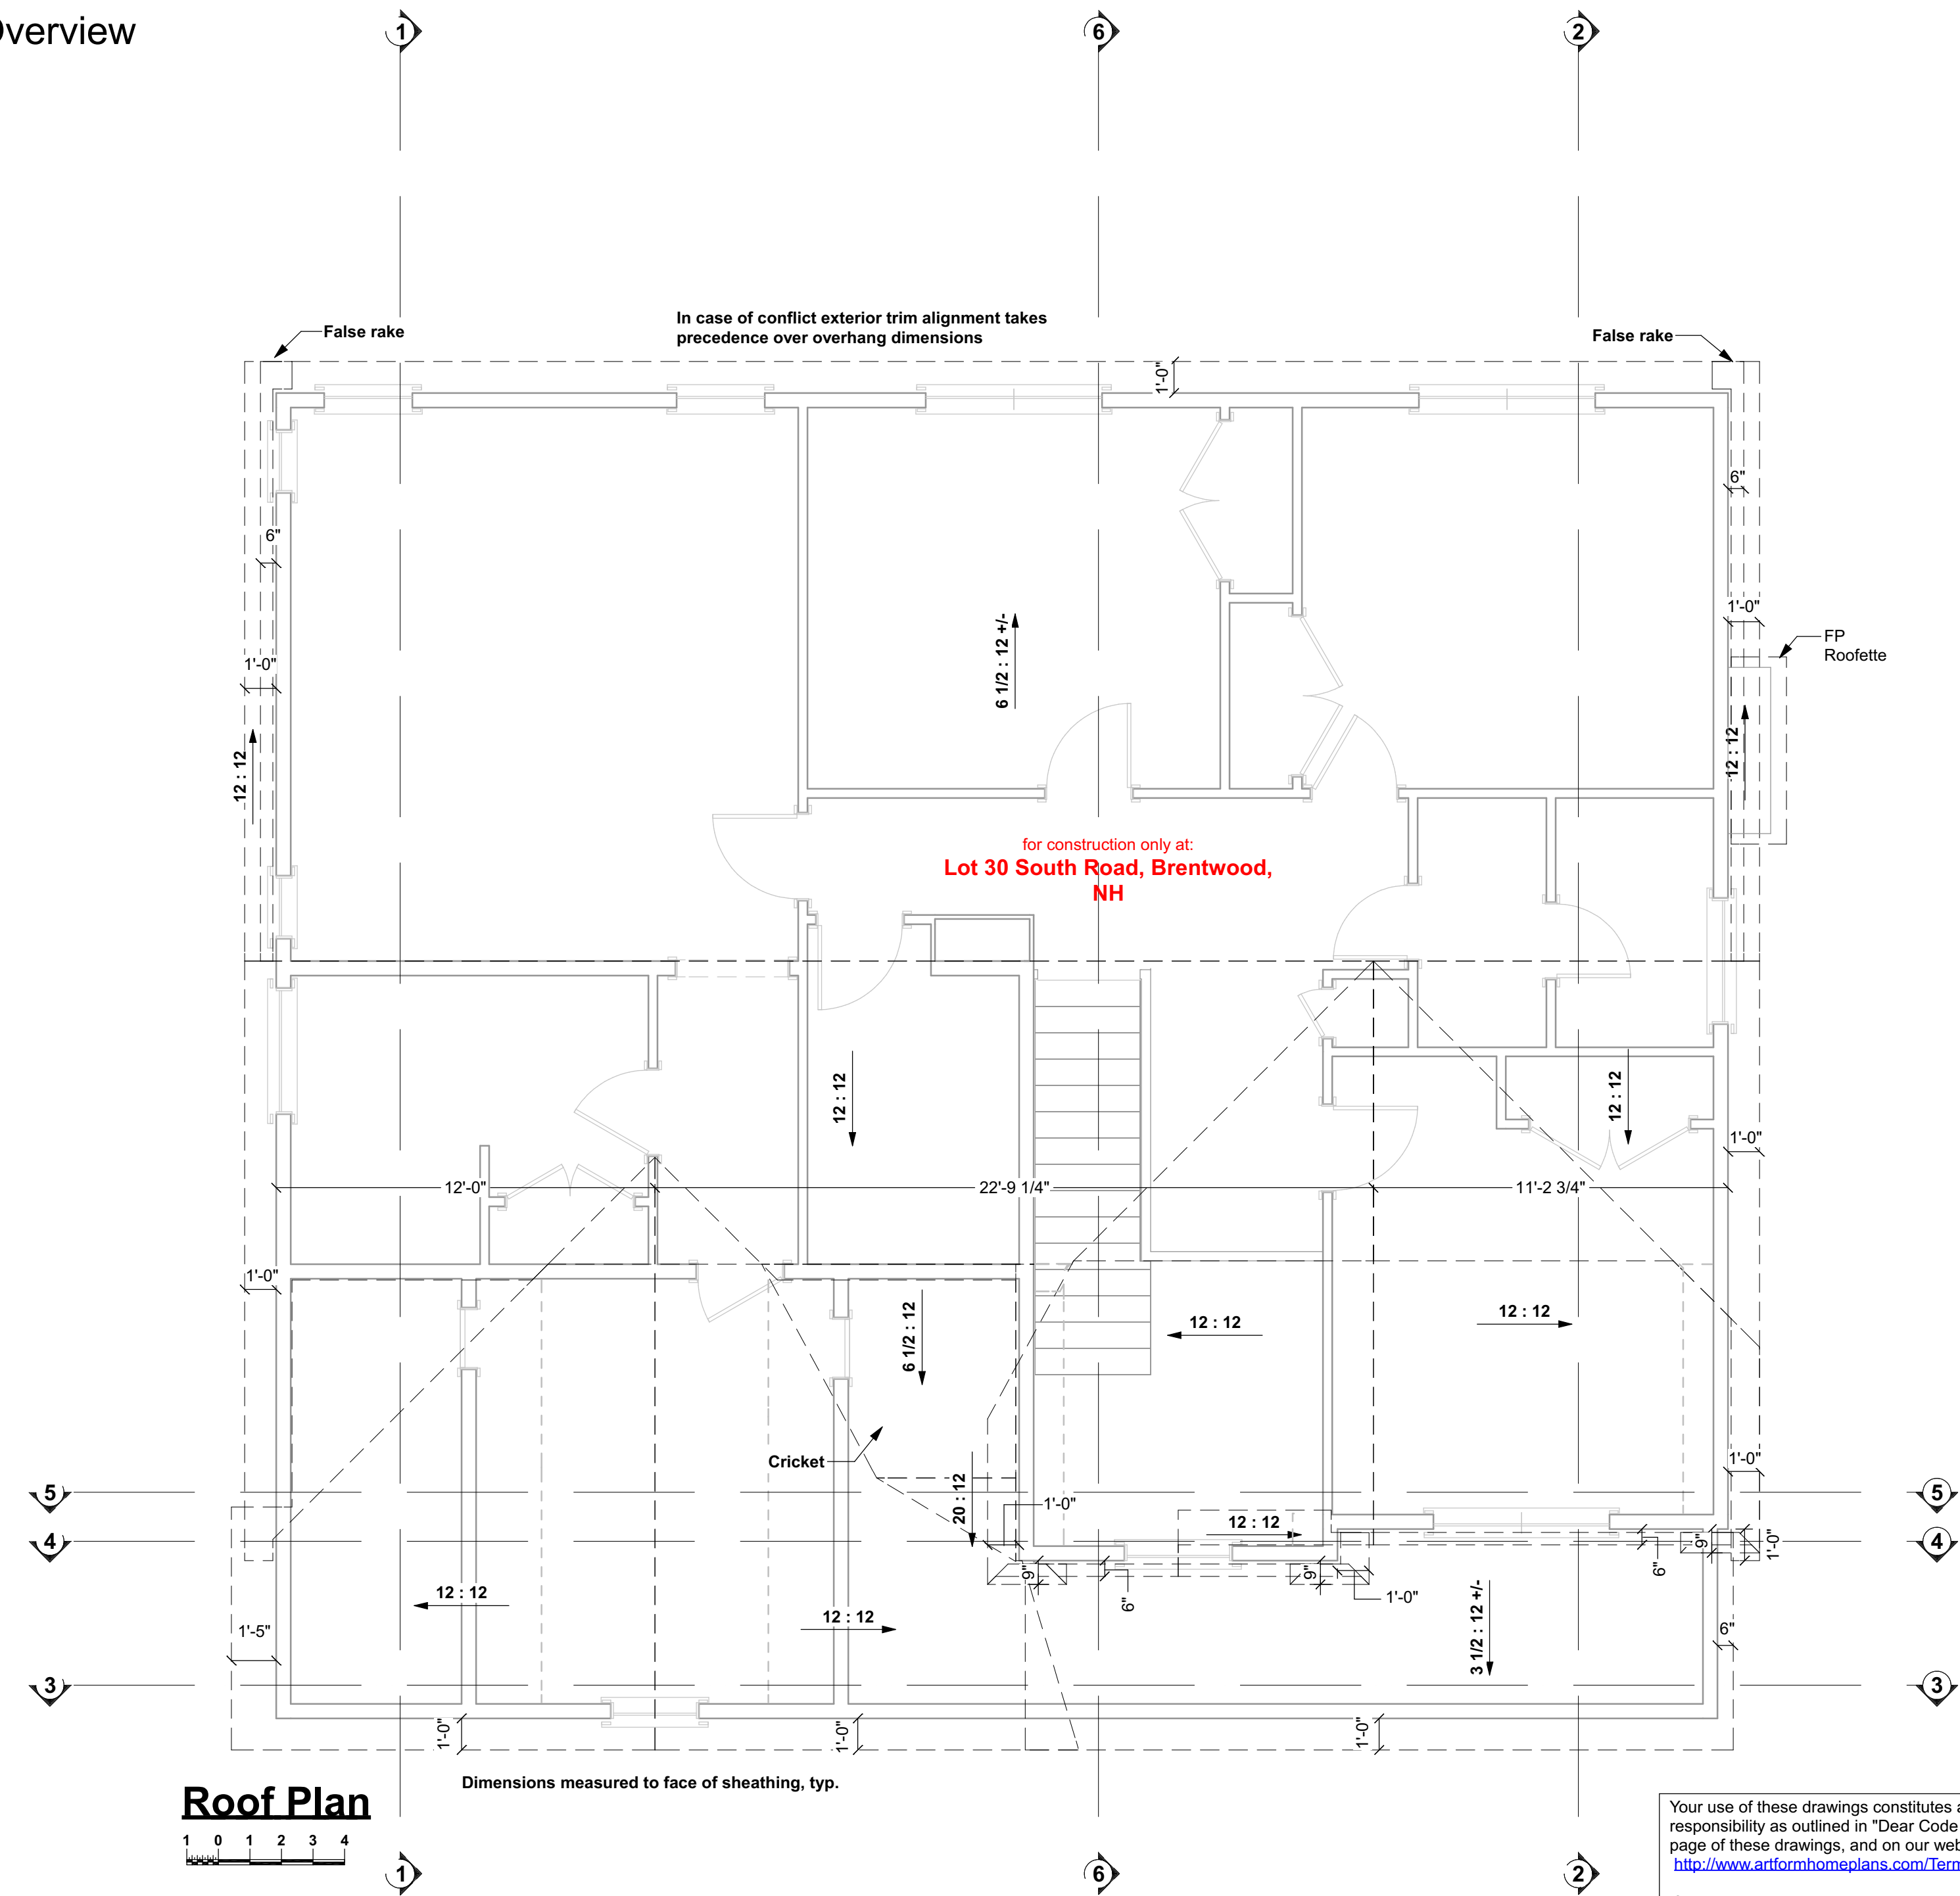 Overview
1
6
2
In case of conflict exterior trim alignment takes
precedence over overhang dimensions
False rake
False rake
1'-0"
6"
6"
1'-0"
1'-0"
FP
Roofette
6 1/2 : 12 +/-
12 : 12
12 : 12
for construction only at:
Lot 30 South Road, Brentwood,
NH
12 : 12
12 : 12
1'-0"
12'-0"
22'-9 1/4"
11'-2 3/4"
1'-0"
6 1/2 : 12
12 : 12
12 : 12
Cricket
1'-0"
5
20 : 12
1'-0"
5
12 : 12
4
9"
6"
9"
1'-0"
6"
9"
1'-0"
4
12 : 12
12 : 12
3 1/2 : 12 +/-
1'-5"
6"
3
3
1'-0"
1'-0"
1'-0"
Dimensions measured to face of sheathing, typ.
Roof Plan
1 0 1 2 3 4
1
6
2
Your use of these drawings constitutes a
responsibility as outlined in "Dear Code
page of these drawings, and on our web
http://www.artformhomeplans.com/Term